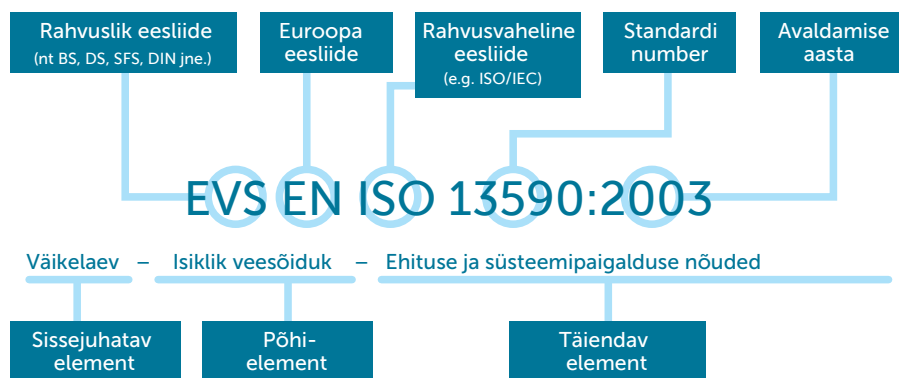 Rahvuslik eesliide
(nt BS, DS, SFS, DIN jne.)
Euroopa
eesliide
Rahvusvaheline
eesliide
(e.g. ISO/IEC)
Standardi
number
Avaldamise
aasta
EVS EN ISO 13590:2003
Väikelaev – Isiklik veesõiduk – Ehituse ja süsteemipaigalduse nõuded
Sissejuhatav
element
Põhi-
element
Täiendav
element